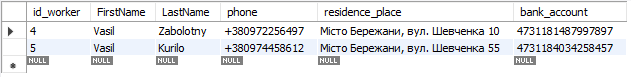 id_worker FirstName LastName phone residence_place bank_account
4 Vasil Zabolotny +380972256497 Місто Бережани, вул. Шевченка 10 4731181487997897
5 Vasil Kurilo +380974458612 Місто Бережани, вул. Шевченка 55 4731184034258457
NULL NULL NULL NULL NULL NULL